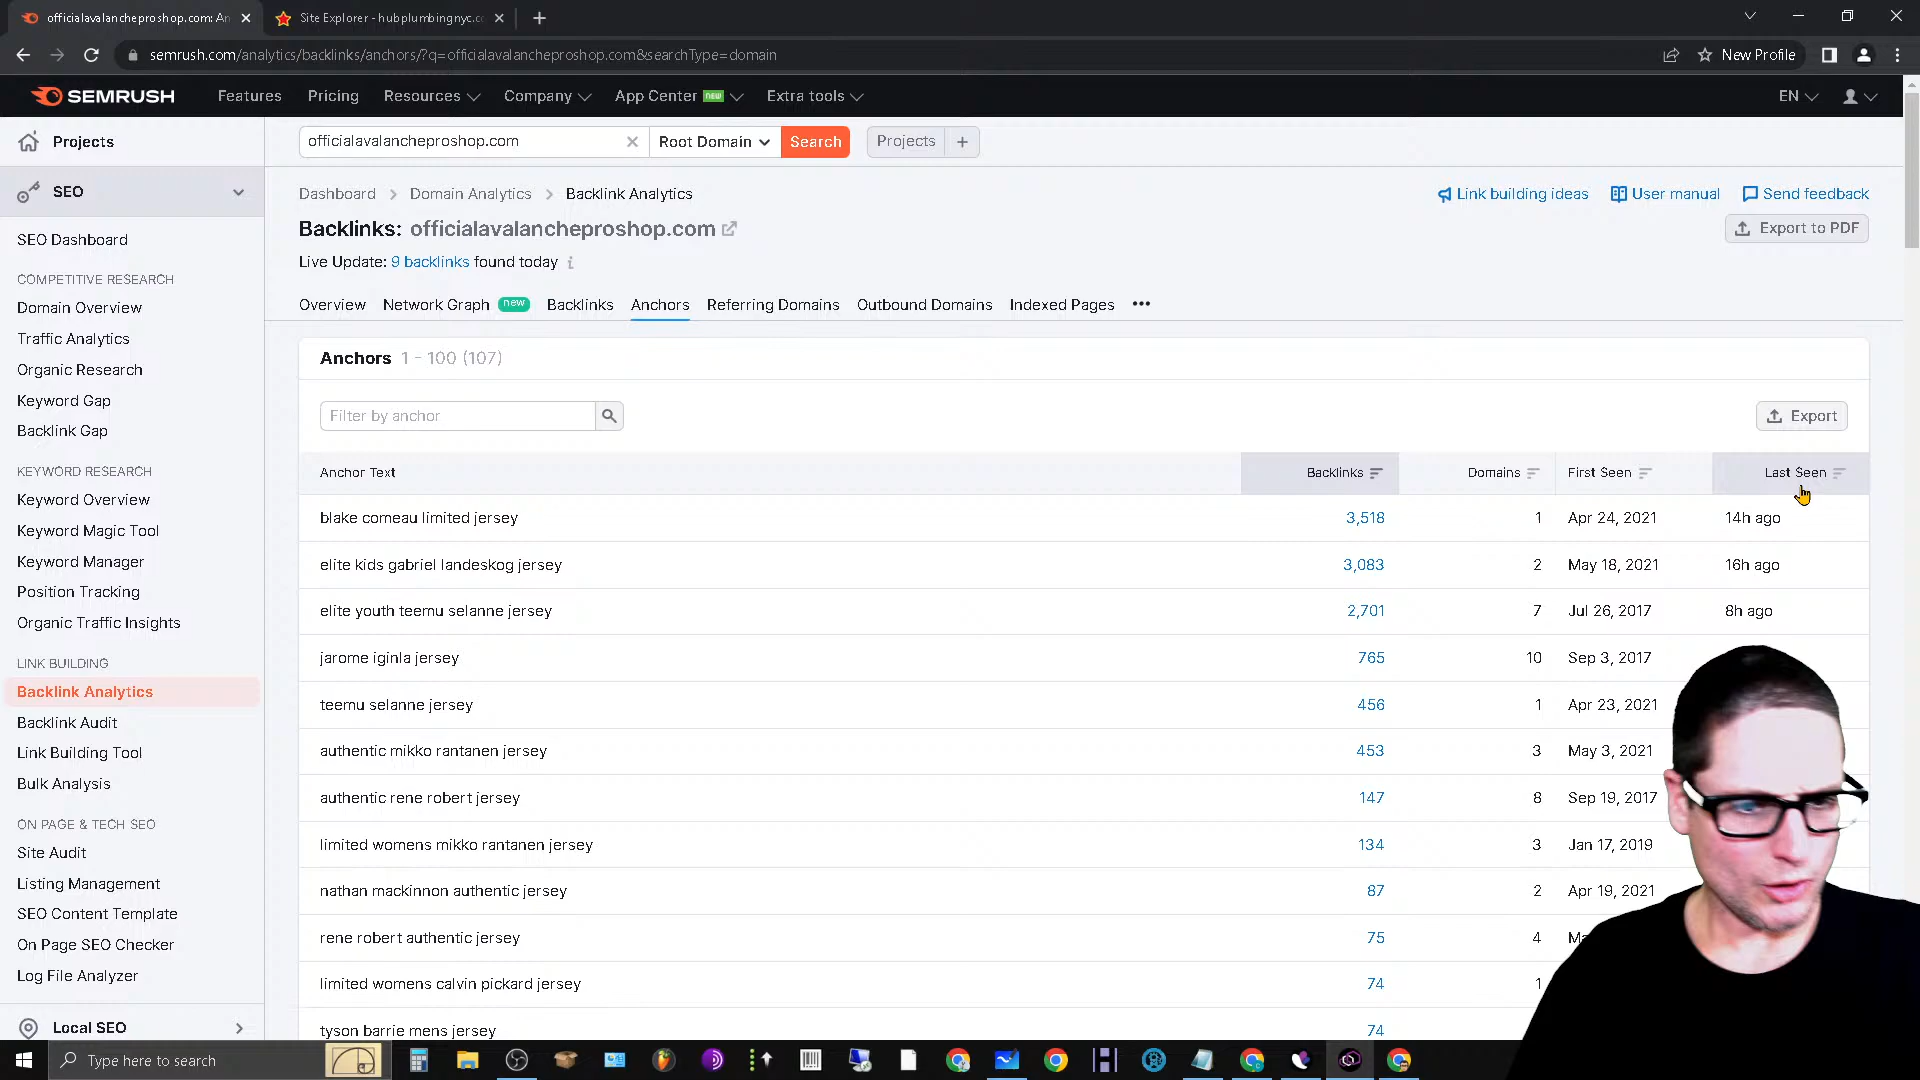 officialavalancheproshop.com: An
Site Explorer - hubplumbingnyc.co
semrush.com/analytics/backlinks/anchors/?q=officialavalancheproshop.com&searchType=domain
New Profile
SEMRUSH
Features
Pricing
Resources
Company
App Center new
Extra tools
EN
Projects
officialavalancheproshop.com
Root Domain
Search
Projects +
SEO
Dashboard > Domain Analytics > Backlink Analytics
Link building ideas
User manual
Send feedback
Backlinks: officialavalancheproshop.com
Export to PDF
Live Update: 9 backlinks found today
Overview
Network Graph new
Backlinks
Anchors
Referring Domains
Outbound Domains
Indexed Pages
SEO Dashboard
COMPETITIVE RESEARCH
Domain Overview
Traffic Analytics
Organic Research
Keyword Gap
Backlink Gap
KEYWORD RESEARCH
Keyword Overview
Keyword Magic Tool
Keyword Manager
Position Tracking
Organic Traffic Insights
LINK BUILDING
Backlink Analytics
Backlink Audit
Link Building Tool
Bulk Analysis
ON PAGE & TECH SEO
Site Audit
Listing Management
SEO Content Template
On Page SEO Checker
Log File Analyzer
Local SEO
Anchors 1 - 100 (107)
Filter by anchor
Export
Anchor Text Backlinks Domains First Seen Last Seen
blake comeau limited jersey 3,518 1 Apr 24, 2021 14h ago
elite kids gabriel landeskog jersey 3,083 2 May 18, 2021 16h ago
elite youth teemu selanne jersey 2,701 7 Jul 26, 2017 8h ago
jarome iginla jersey 765 10 Sep 3, 2017
teemu selanne jersey 456 1 Apr 23, 2021
authentic mikko rantanen jersey 453 3 May 3, 2021
authentic rene robert jersey 147 8 Sep 19, 2017
limited womens mikko rantanen jersey 134 3 Jan 17, 2019
nathan mackinnon authentic jersey 87 2 Apr 19, 2021
rene robert authentic jersey 75 4
limited womens calvin pickard jersey 74 1
tyson barrie mens jersey 74
Type here to search